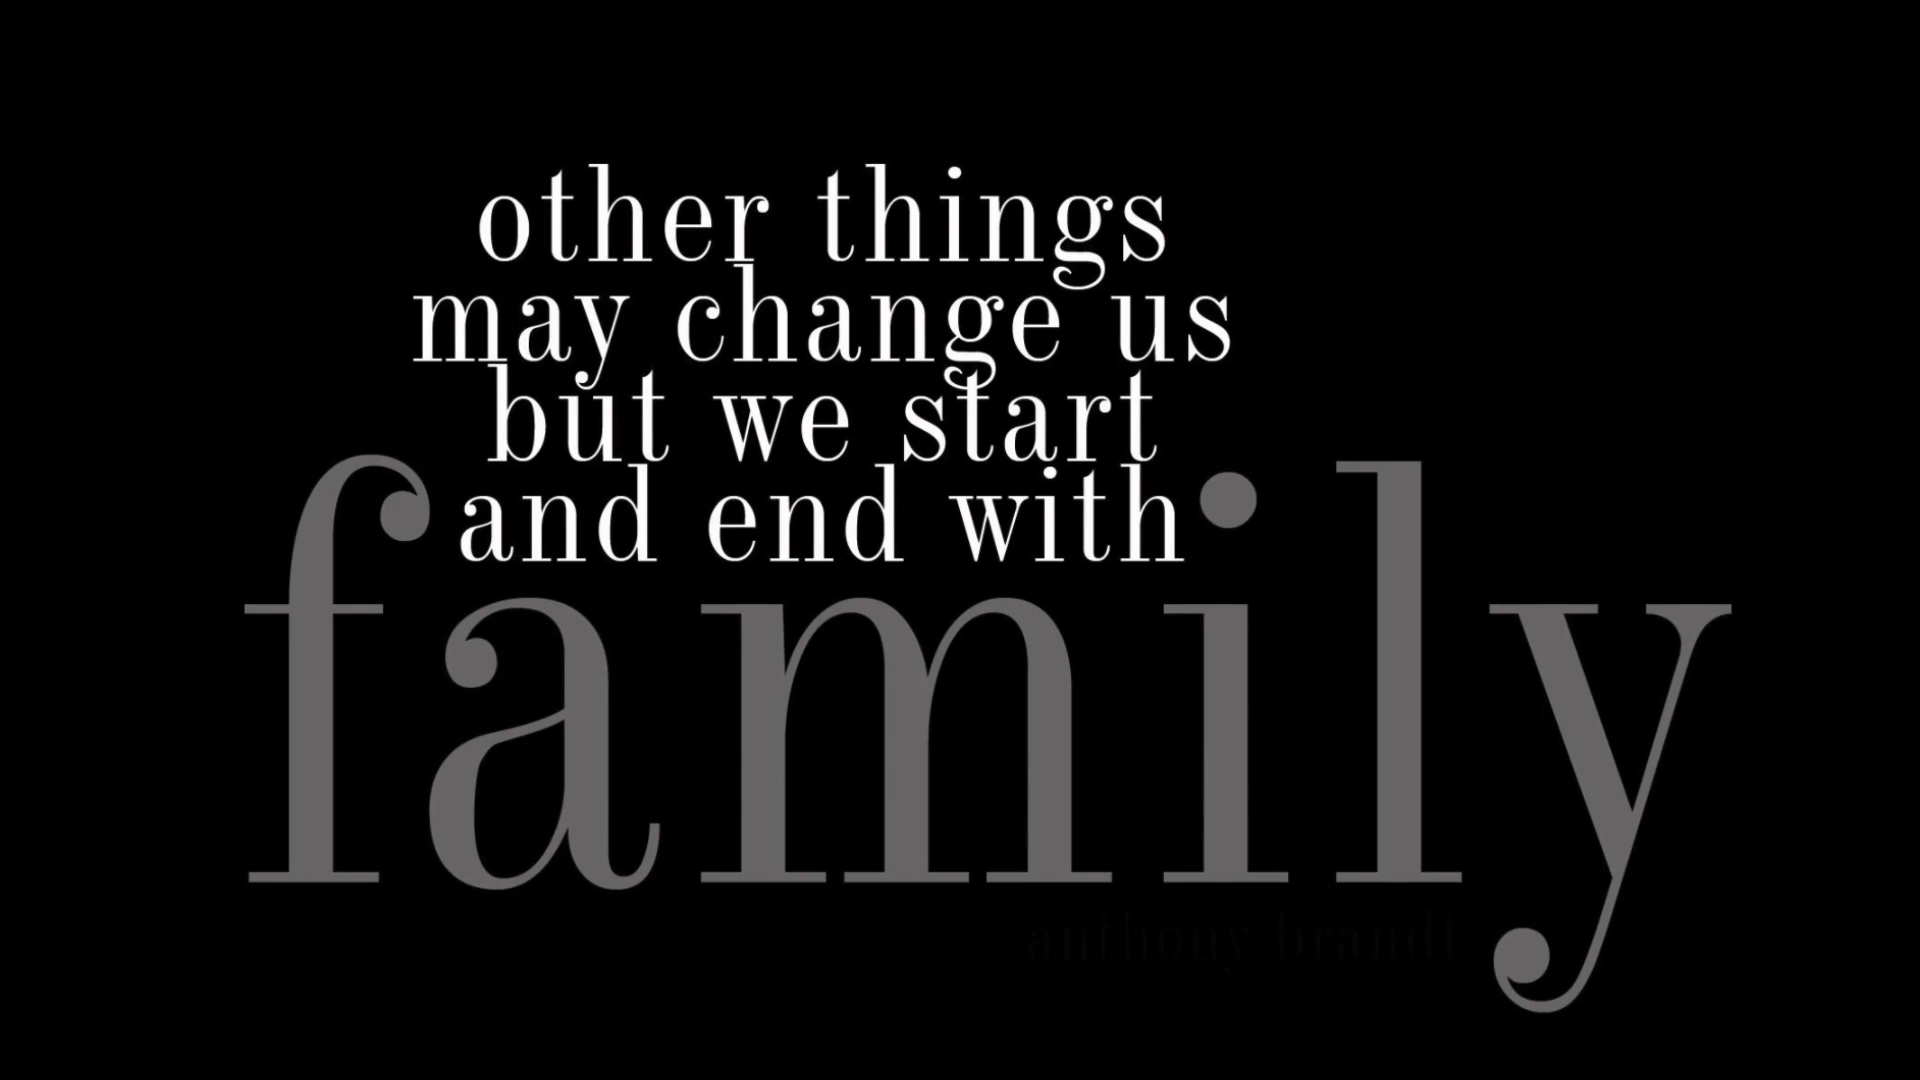 other things
may change us
but we start
and end with
family
anthony brandt